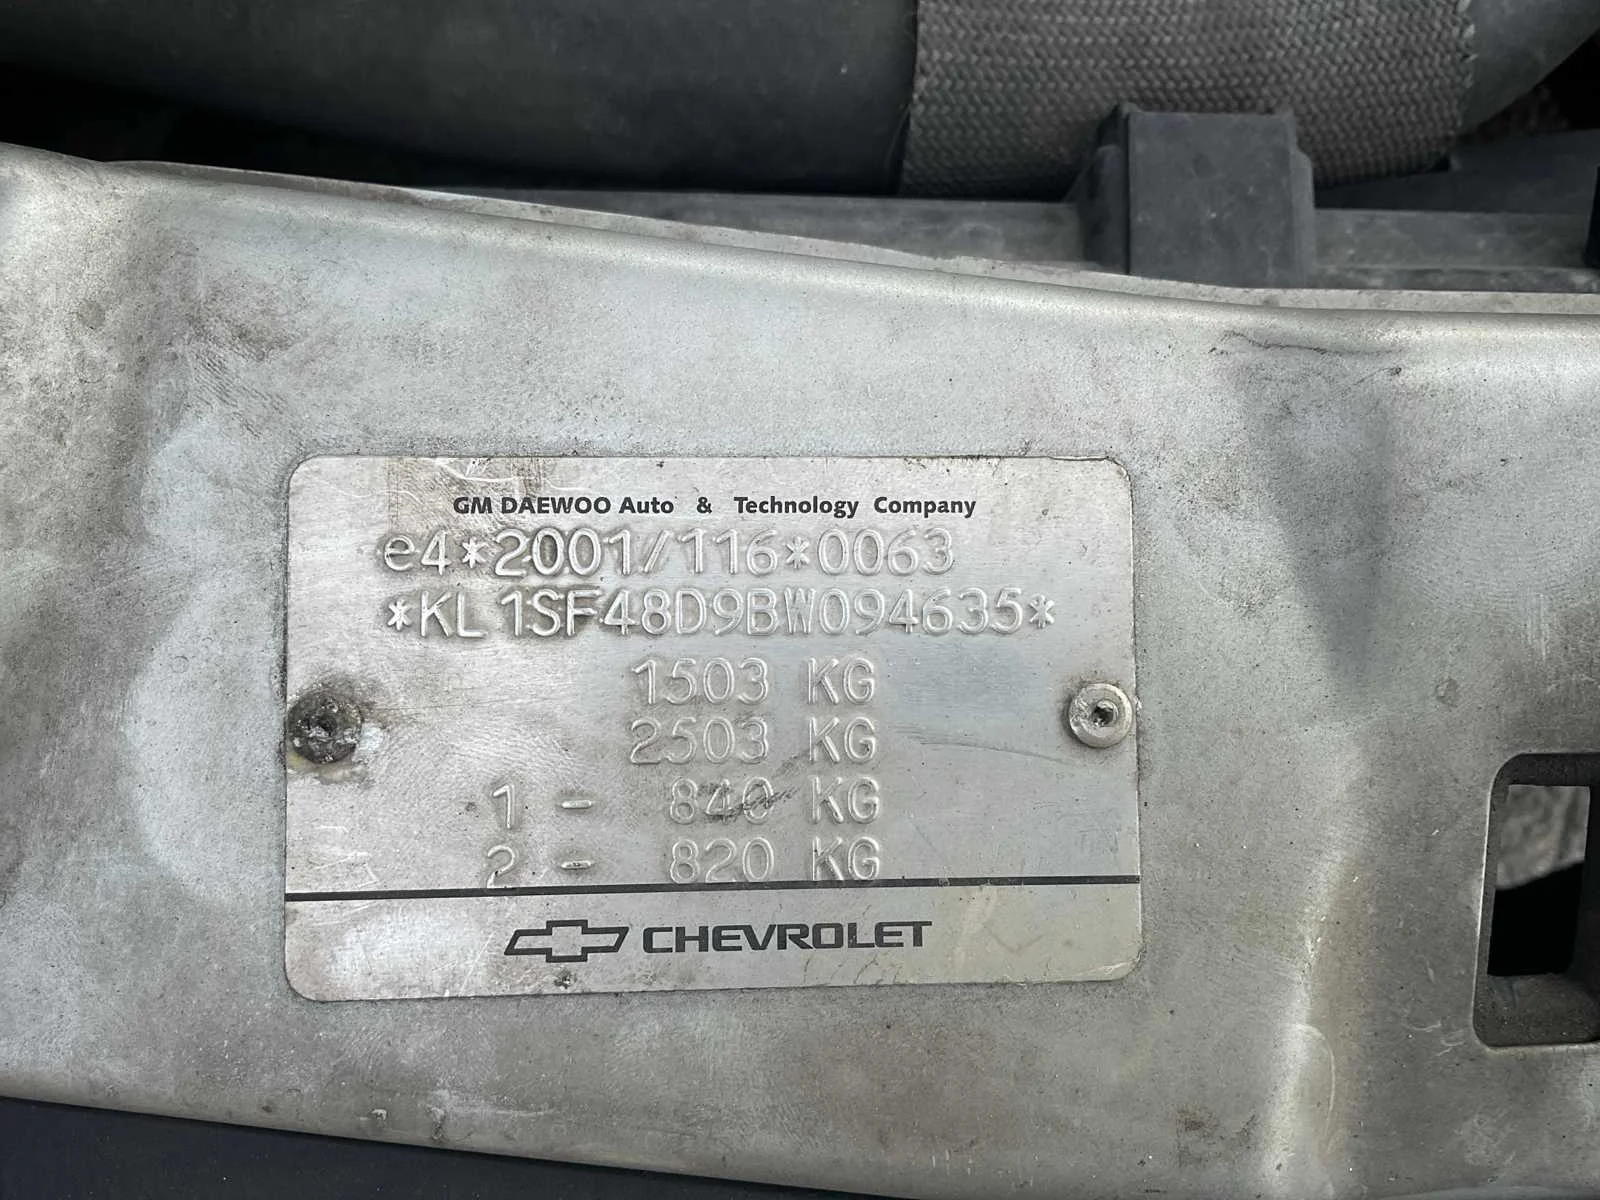 GM DAEWOO Auto & Technology Company
e4*2001/116*0063
*KL1SF48D9BW094635*
1503 KG
2503 KG
1 - 840 KG
2 - 820 KG
CHEVROLET